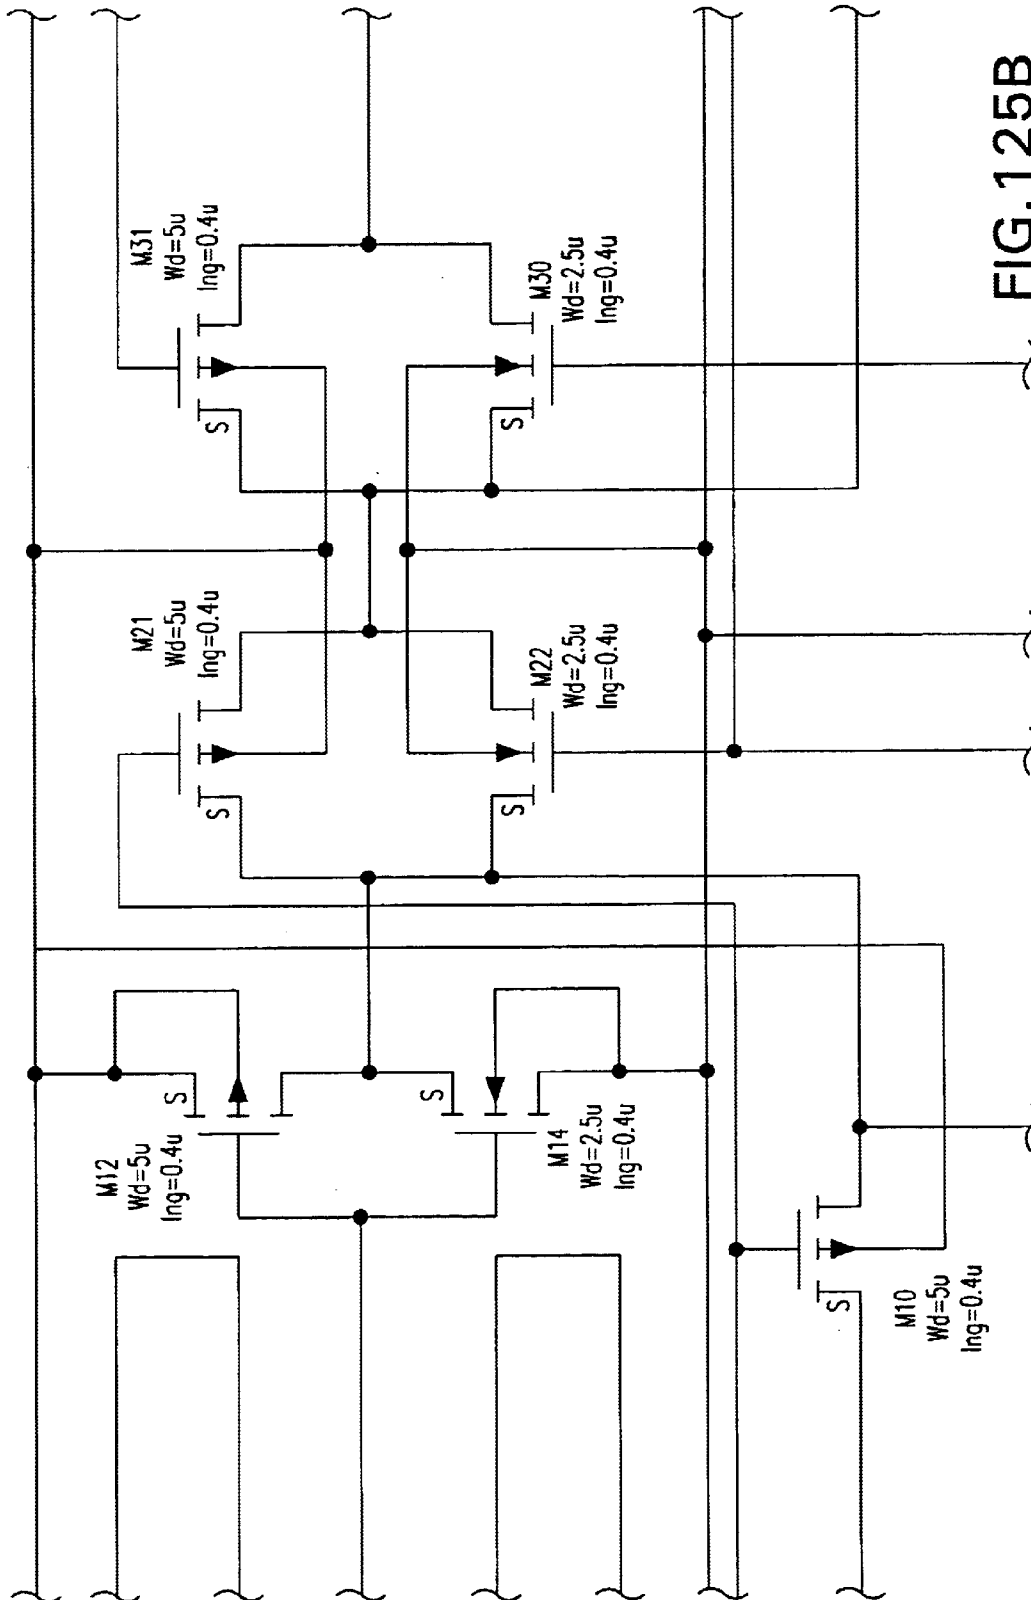 M31
Wd=5u
lng=0.4u
S
M30
Wd=2.5u
lng=0.4u
S
M21
Wd=5u
lng=0.4u
S
M22
Wd=2.5u
lng=0.4u
S
M12
Wd=5u
lng=0.4u
S
M14
Wd=2.5u
lng=0.4u
S
M10
Wd=5u
lng=0.4u
S
FIG.125B